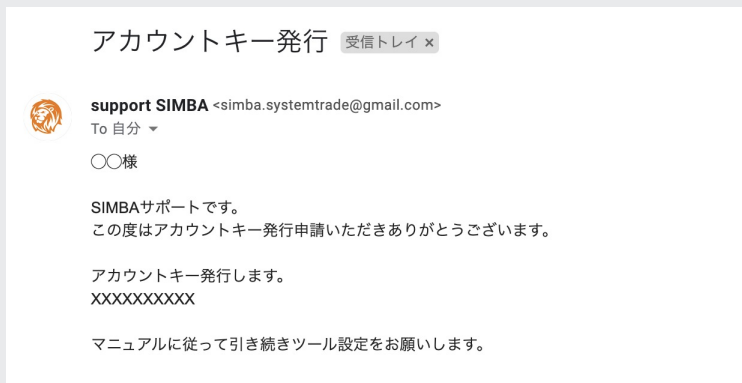 アカウントキー発行 受信トレイ ×
support SIMBA <simba.systemtrade@gmail.com>
To 自分
◯◯様
SIMBAサポートです。
この度はアカウントキー発行申請いただきありがとうございます。
アカウントキー発行します。
XXXXXXXXXX
マニュアルに従って引き続きツール設定をお願いします。